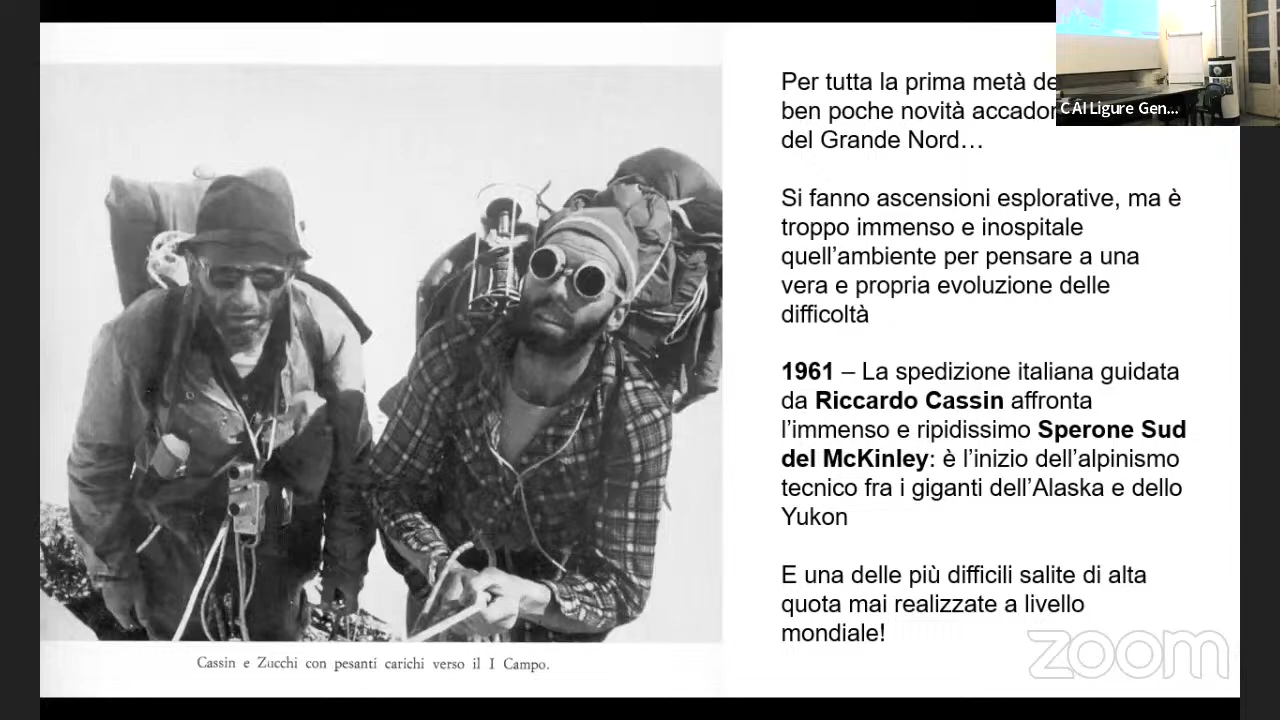 Per tutta la prima metà
ben poche novità
del Grande Nord…
Si fanno ascensioni esplorative, ma è
troppo immenso e inospitale
quell’ambiente per pensare a una
vera e propria evoluzione delle
difficoltà
1961 – La spedizione italiana guidata
da Riccardo Cassin affronta
l’immenso e ripidissimo Sperone Sud
del McKinley: è l’inizio dell’alpinismo
tecnico fra i giganti dell’Alaska e dello
Yukon
E una delle più difficili salite di alta
quota mai realizzate a livello
mondiale!
Cassin e Zucchi con pesanti carichi verso il I Campo.
CAI Ligure Gen...
zoom